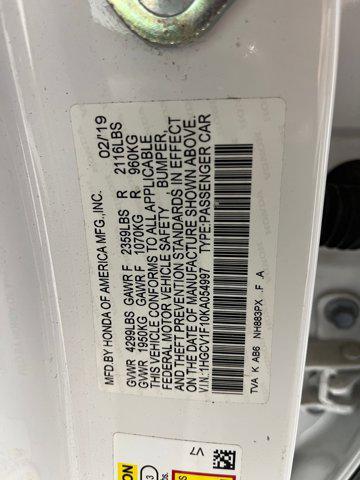 MFD.BY HONDA OF AMERICA MFG.,INC. 02/'19
GVWR 4299LBS GAWR F 2359LBS R 2116LBS
GVWR 1950KG GAWR F 1070KG R 960KG
THIS VEHICLE CONFORMS TO ALL APPLICABLE
FEDERAL MOTOR VEHICLE SAFETY, BUMPER,
AND THEFT PREVENTION STANDARDS IN EFFECT
ON THE DATE OF MANUFACTURE SHOWN ABOVE.
V.I.N.:1HGCV1F10KA054997 TYPE:PASSENGER CAR
TVA K AB6 NH883PX .F A
V7
ON
3